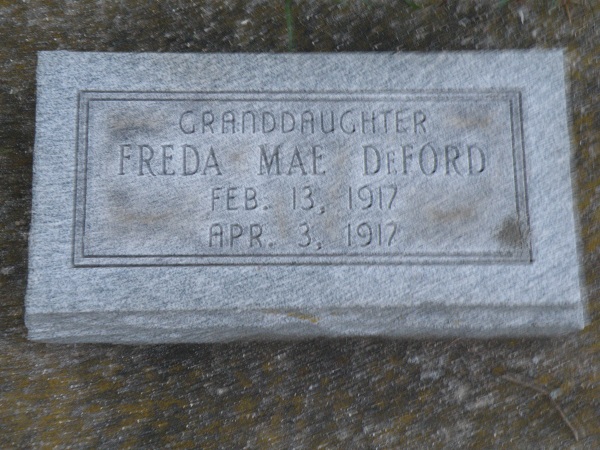 GRANDDAUGHTER
FREDA MAE DEFORD
FEB. 13, 1917
APR. 3, 1917